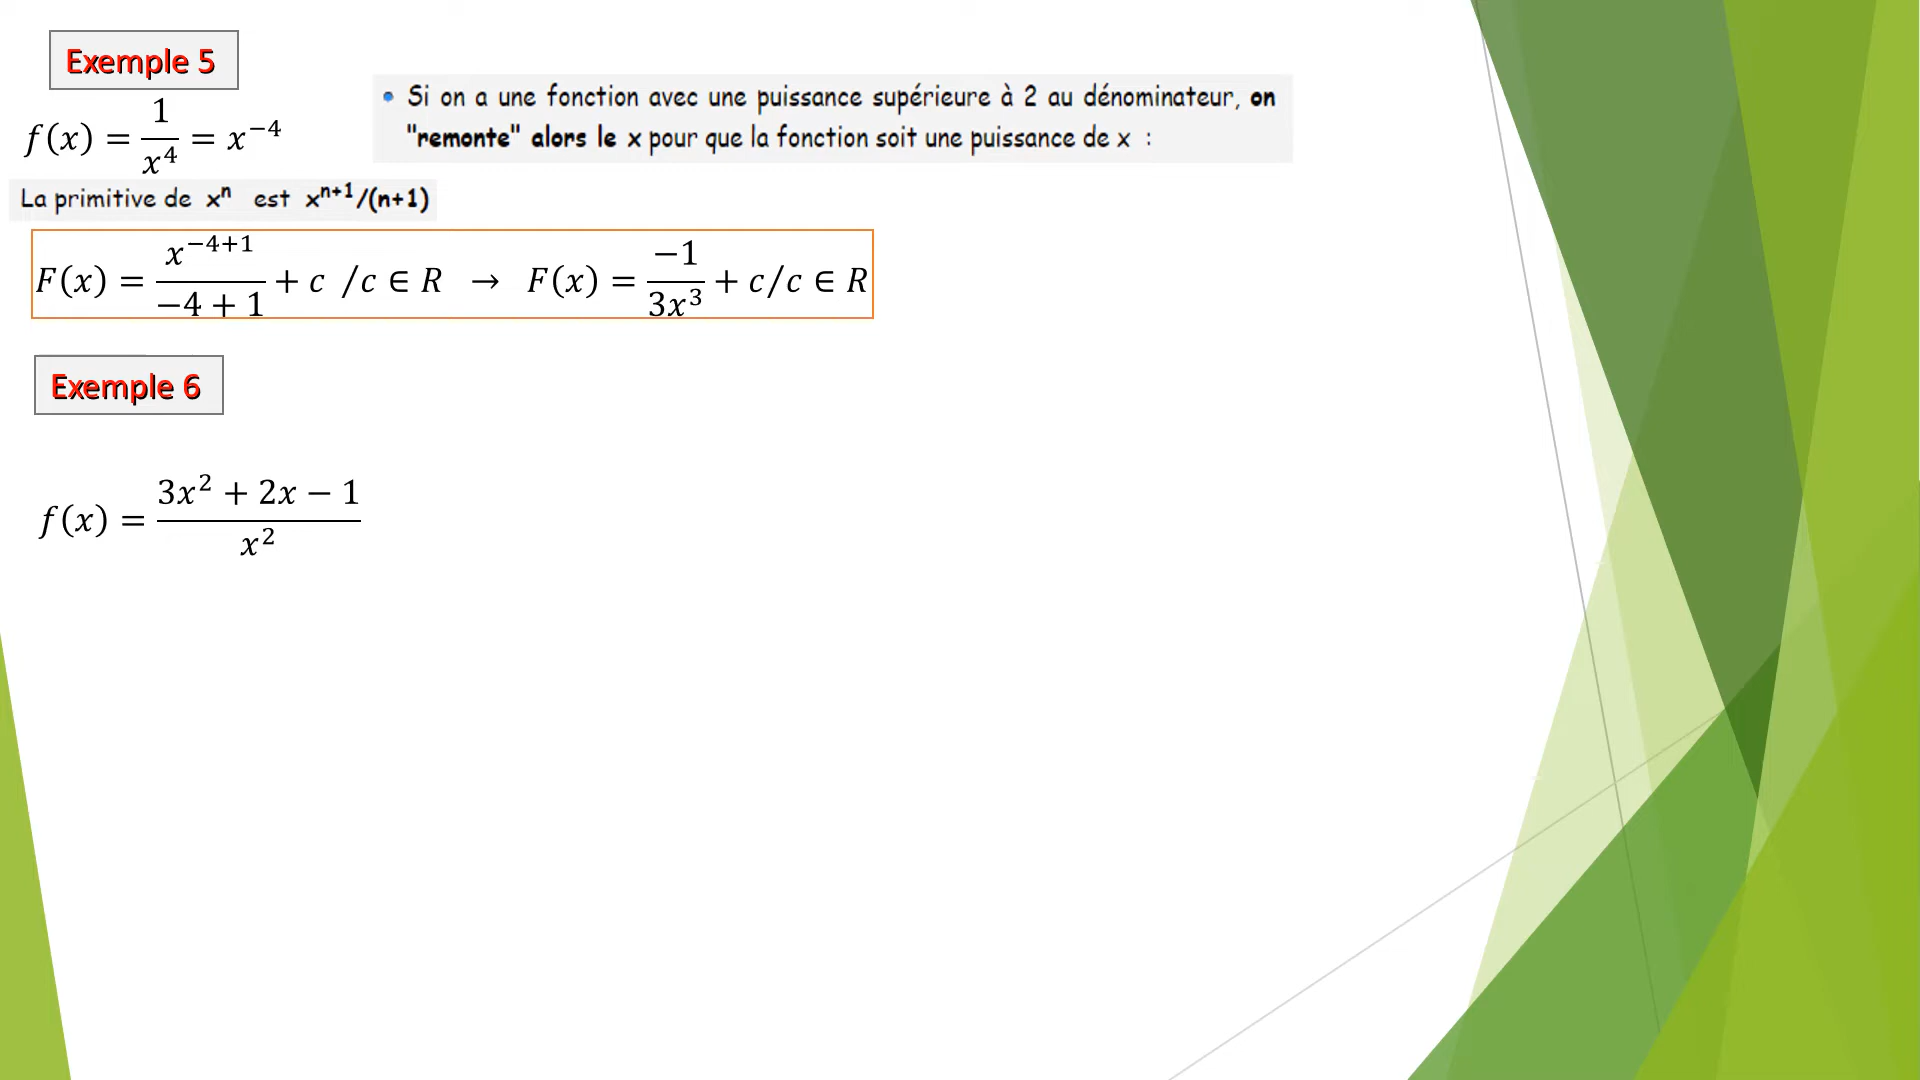 Exemple 5
f(x) = 1/x⁴ = x⁻⁴
• Si on a une fonction avec une puissance supérieure à 2 au dénominateur, on
"remonte" alors le x pour que la fonction soit une puissance de x :
La primitive de xⁿ est xⁿ⁺¹/(n+1)
F(x) = x⁻⁴⁺¹/(−4 + 1) + c /c ∈ R → F(x) = −1/(3x³) + c/c ∈ R
Exemple 6
f(x) = (3x² + 2x − 1)/x²